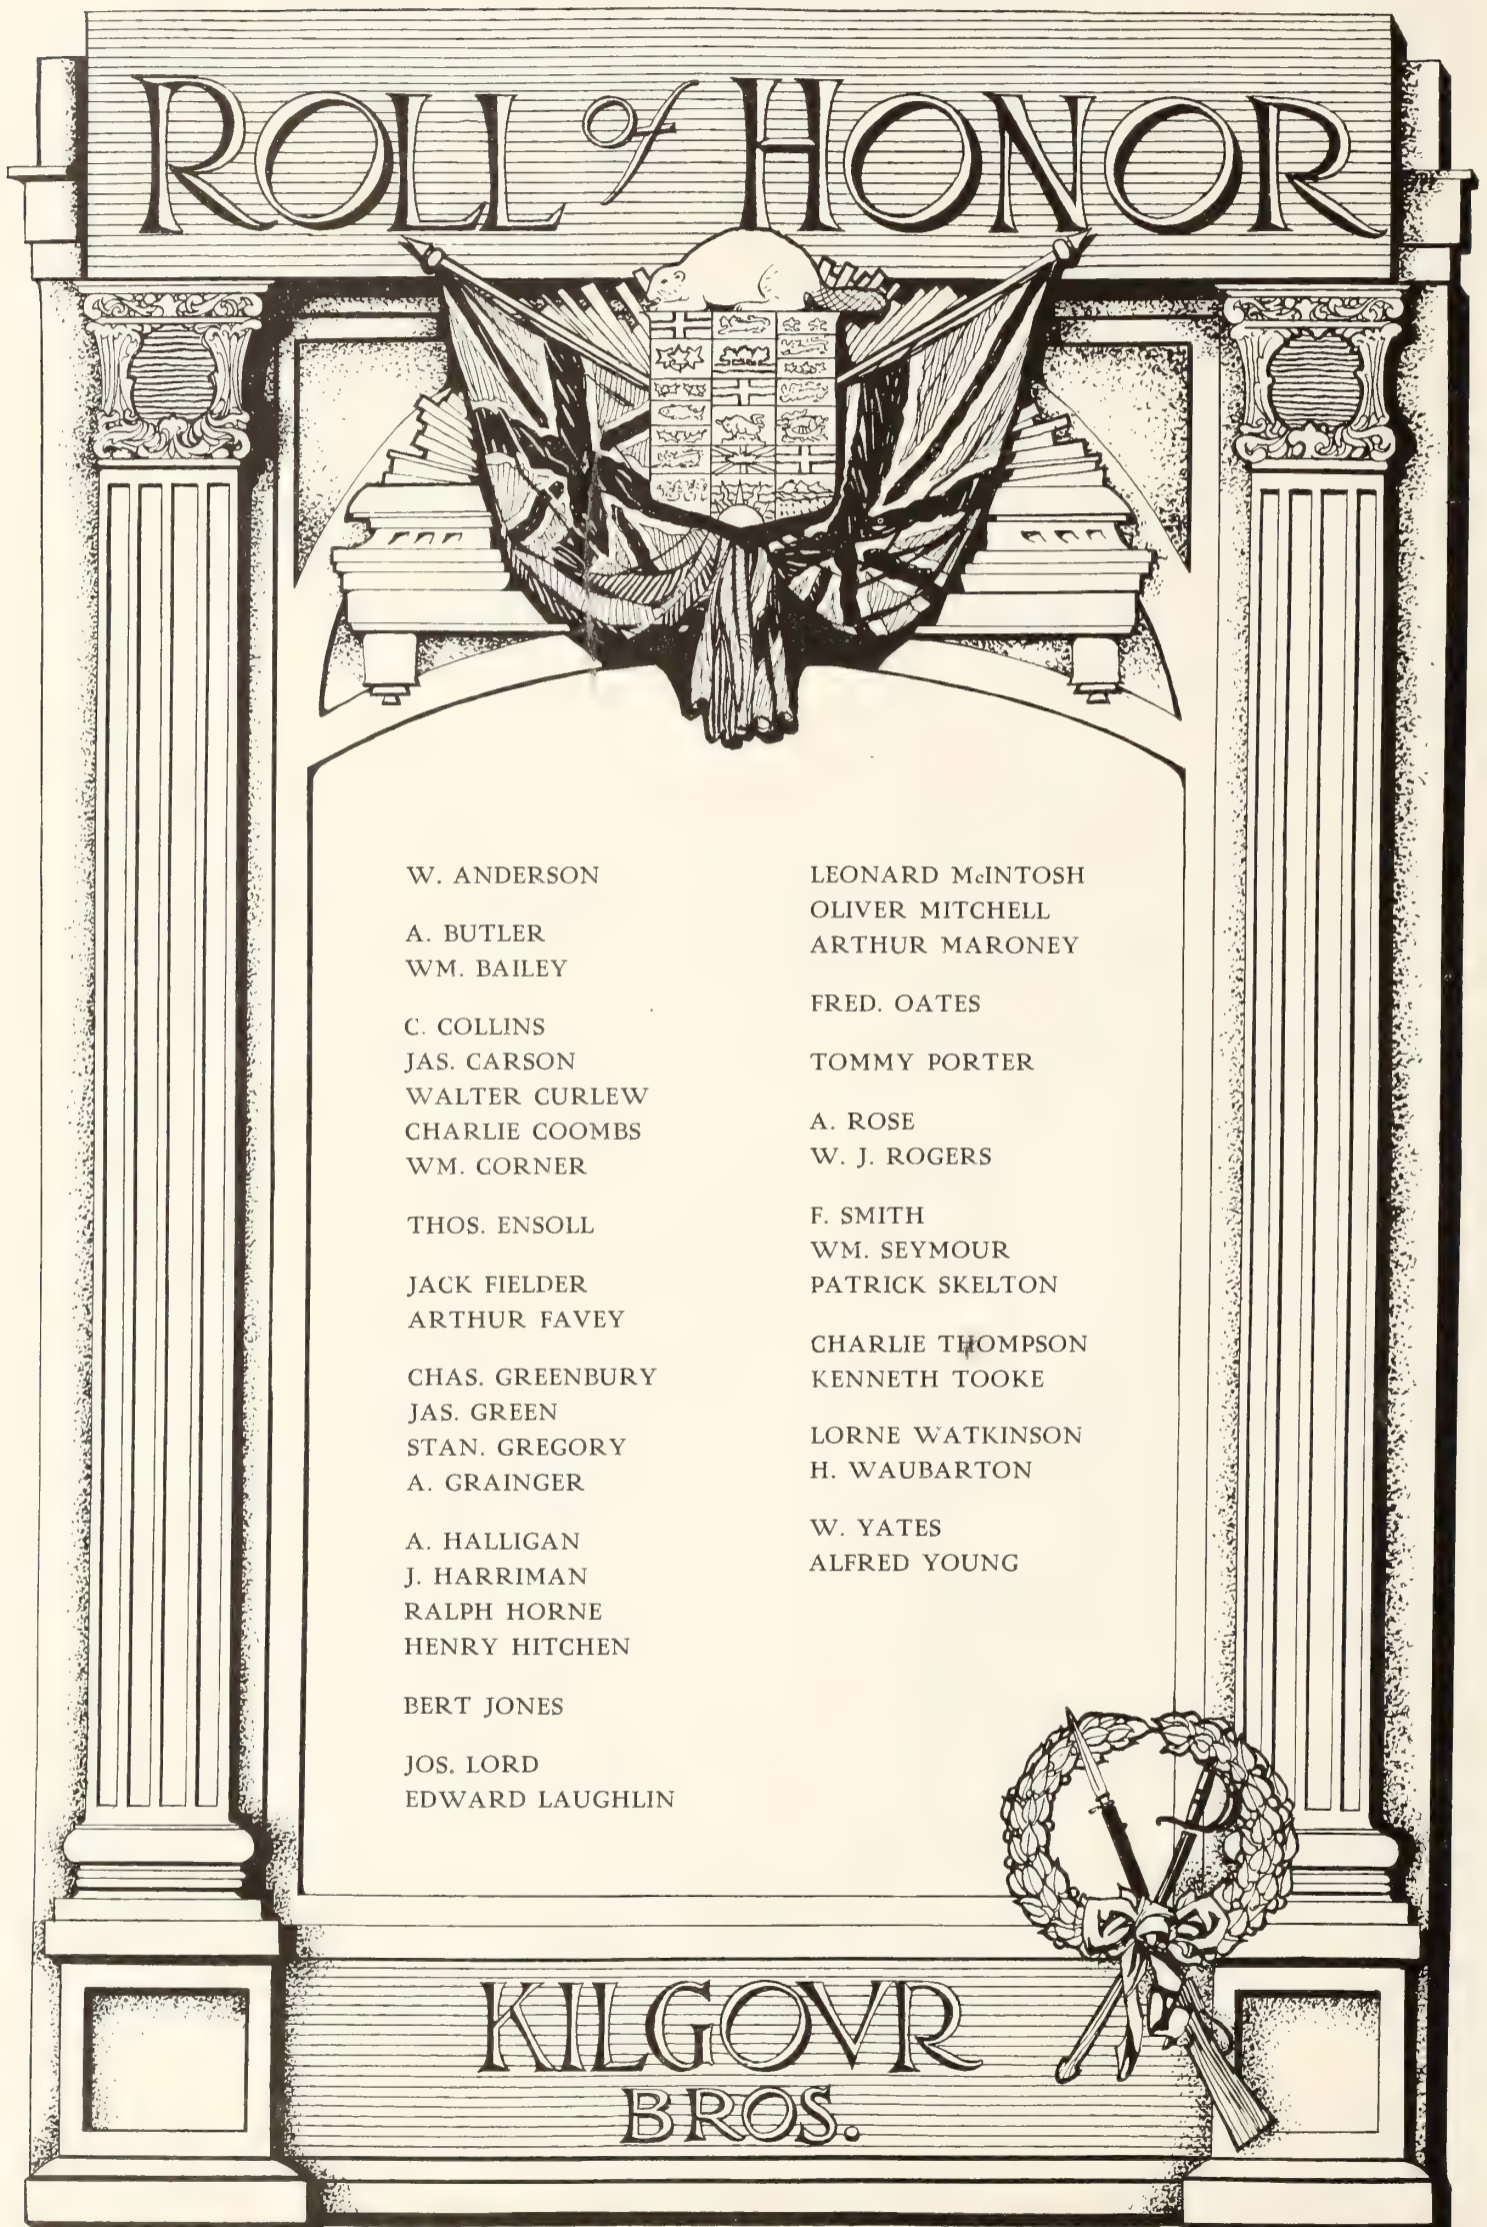 ROLL of HONOR
W. ANDERSON
A. BUTLER
WM. BAILEY
C. COLLINS
JAS. CARSON
WALTER CURLEW
CHARLIE COOMBS
WM. CORNER
THOS. ENSOLL
JACK FIELDER
ARTHUR FAVEY
CHAS. GREENBURY
JAS. GREEN
STAN. GREGORY
A. GRAINGER
A. HALLIGAN
J. HARRIMAN
RALPH HORNE
HENRY HITCHEN
BERT JONES
JOS. LORD
EDWARD LAUGHLIN
LEONARD McINTOSH
OLIVER MITCHELL
ARTHUR MARONEY
FRED. OATES
TOMMY PORTER
A. ROSE
W. J. ROGERS
F. SMITH
WM. SEYMOUR
PATRICK SKELTON
CHARLIE THOMPSON
KENNETH TOOKE
LORNE WATKINSON
H. WAUBARTON
W. YATES
ALFRED YOUNG
KILGOVR
BROS.